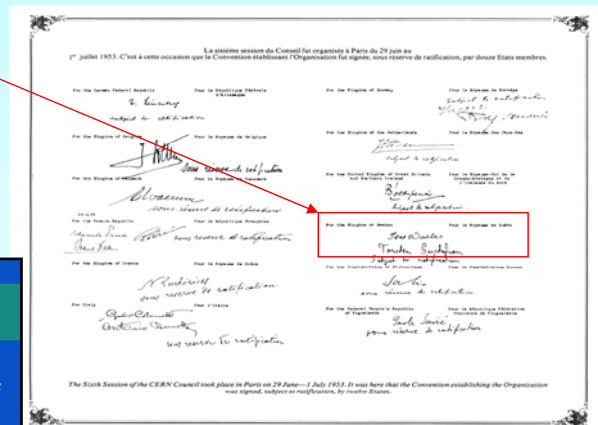 La sixième session du Conseil fut organisée à Paris du 29 juin au
1er juillet 1953. C'est à cette occasion que la Convention établissant l'Organisation fut signée, sous réserve de ratification, par douze Etats membres.
For the German Federal Republic
Pour la République Fédérale d'Allemagne
subject to ratification
For the Kingdom of Belgium
Pour le Royaume de Belgique
sous réserve de ratification
For the Kingdom of Denmark
Pour le Royaume de Danemark
sous réserve de ratification
For the French Republic
Pour la République Française
sous réserve de ratification
For the Kingdom of Greece
Pour le Royaume de Grèce
sous réserve de ratification
For Italy
Pour l'Italie
sous réserve de ratification
For the Kingdom of Norway
Pour le Royaume de Norvège
subject to ratification
For the Kingdom of the Netherlands
Pour le Royaume des Pays-Bas
subject to ratification
For the United Kingdom of Great Britain and Northern Ireland
Pour le Royaume-Uni de la Grande-Bretagne et de l'Irlande du Nord
subject to ratification
For the Kingdom of Sweden
Pour le Royaume de Suède
Torsten Gustafson
Subject to ratification
For the Confederation of Switzerland
Pour la Confédération Suisse
sous réserve de ratification
For the Federal People's Republic of Yugoslavia
Pour la République Fédérative Populaire de Yougoslavie
Pavle Savić
sous réserve de ratification
The Sixth Session of the CERN Council took place in Paris on 29 June—1 July 1953. It was here that the Convention establishing the Organization
was signed, subject to ratification, by twelve States.